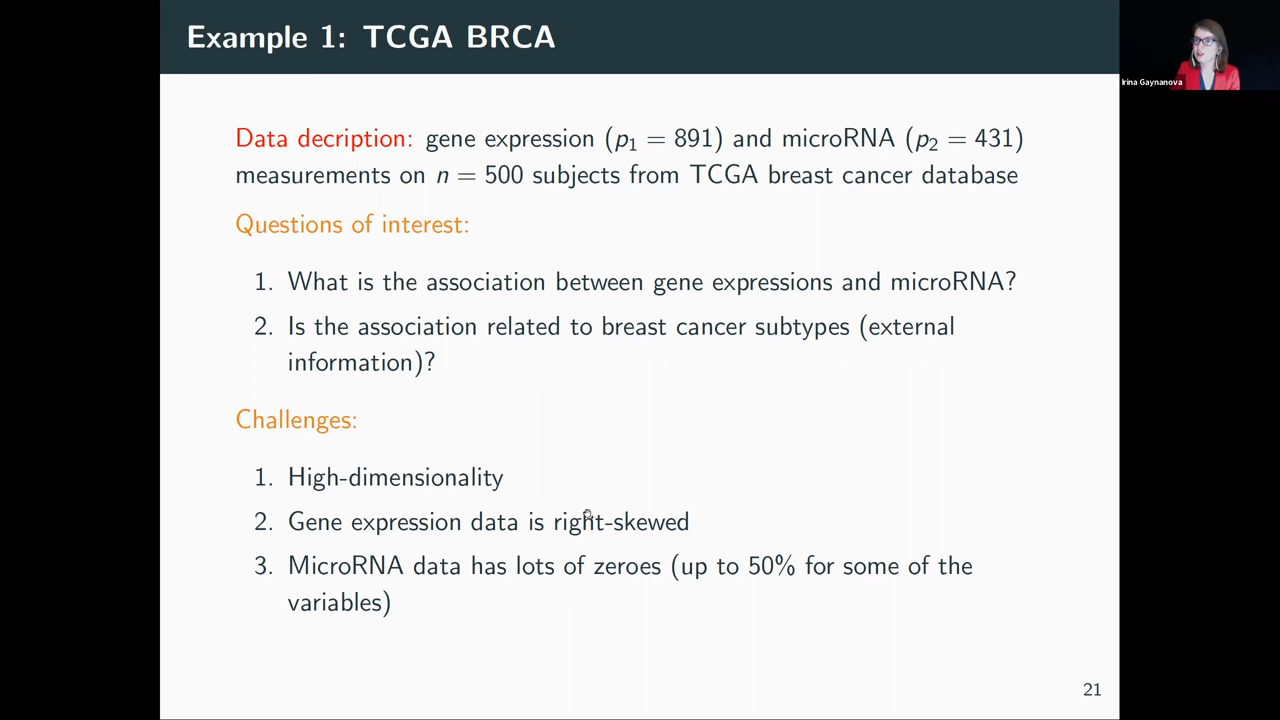 Example 1: TCGA BRCA
Irina Gaynanova
Data decription: gene expression (p₁ = 891) and microRNA (p₂ = 431)
measurements on n = 500 subjects from TCGA breast cancer database
Questions of interest:
1. What is the association between gene expressions and microRNA?
2. Is the association related to breast cancer subtypes (external
information)?
Challenges:
1. High-dimensionality
2. Gene expression data is right-skewed
3. MicroRNA data has lots of zeroes (up to 50% for some of the
variables)
21